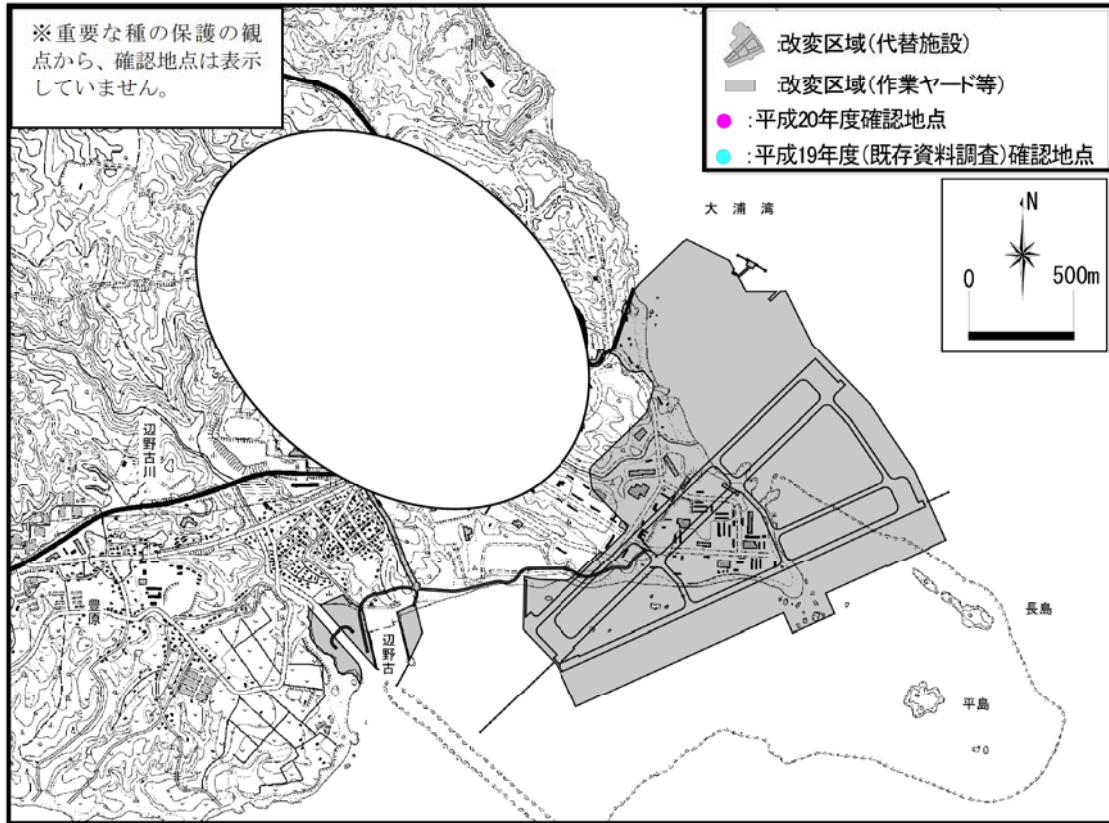 ※重要な種の保護の観
点から、確認地点は表示
していません。
:改変区域(代替施設)
:改変区域(作業ヤード等)
:平成20年度確認地点
:平成19年度(既存資料調査)確認地点
大浦湾
N
0 500m
辺野古川
豊原
辺野古
長島
平島